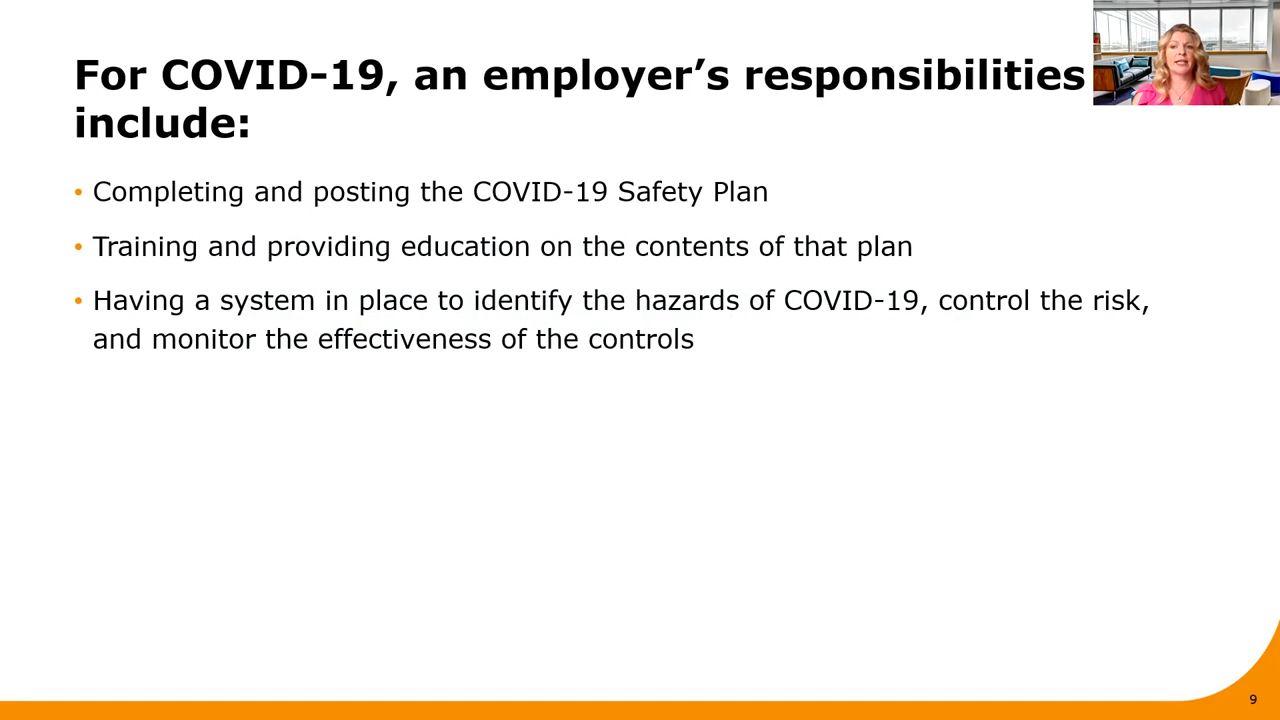 For COVID-19, an employer’s responsibilities
include:
• Completing and posting the COVID-19 Safety Plan
• Training and providing education on the contents of that plan
• Having a system in place to identify the hazards of COVID-19, control the risk,
and monitor the effectiveness of the controls
9